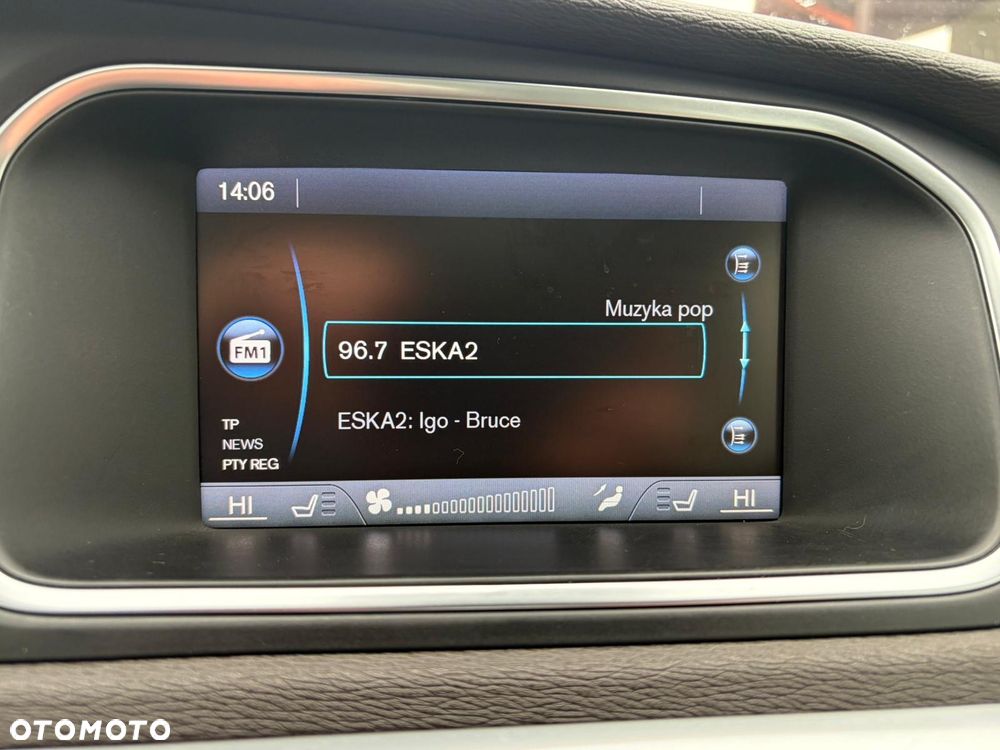 14:06
Muzyka pop
FM1
96.7 ESKA2
ESKA2: Igo - Bruce
TP
NEWS
PTY REG
HI
HI
OTOMOTO